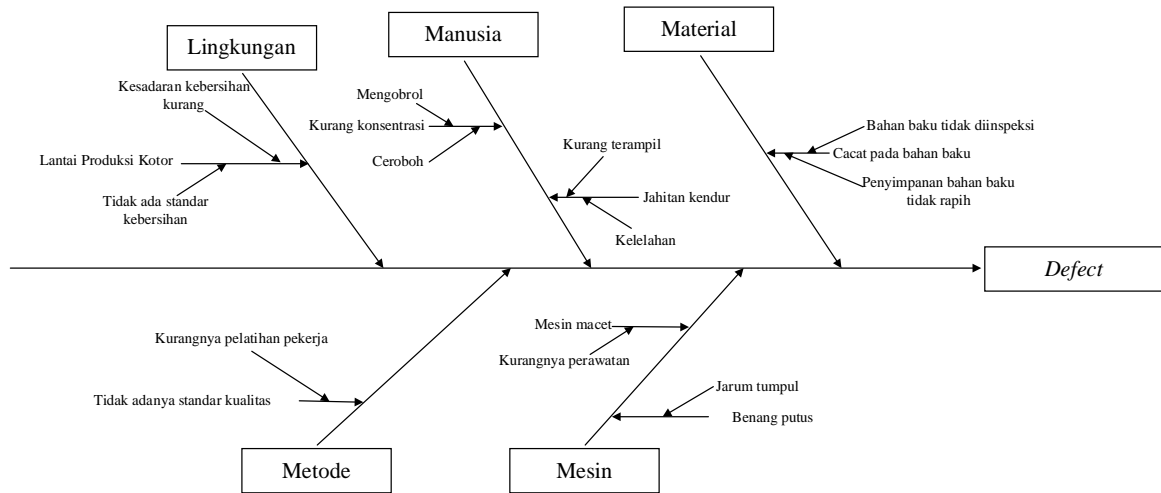 Lingkungan
Manusia
Material
Kesadaran kebersihan
kurang
Lantai Produksi Kotor
Tidak ada standar
kebersihan
Mengobrol
Kurang konsentrasi
Ceroboh
Kurang terampil
Jahitan kendur
Kelelahan
Bahan baku tidak diinspeksi
Cacat pada bahan baku
Penyimpanan bahan baku
tidak rapih
Defect
Kurangnya pelatihan pekerja
Tidak adanya standar kualitas
Mesin macet
Kurangnya perawatan
Jarum tumpul
Benang putus
Metode
Mesin